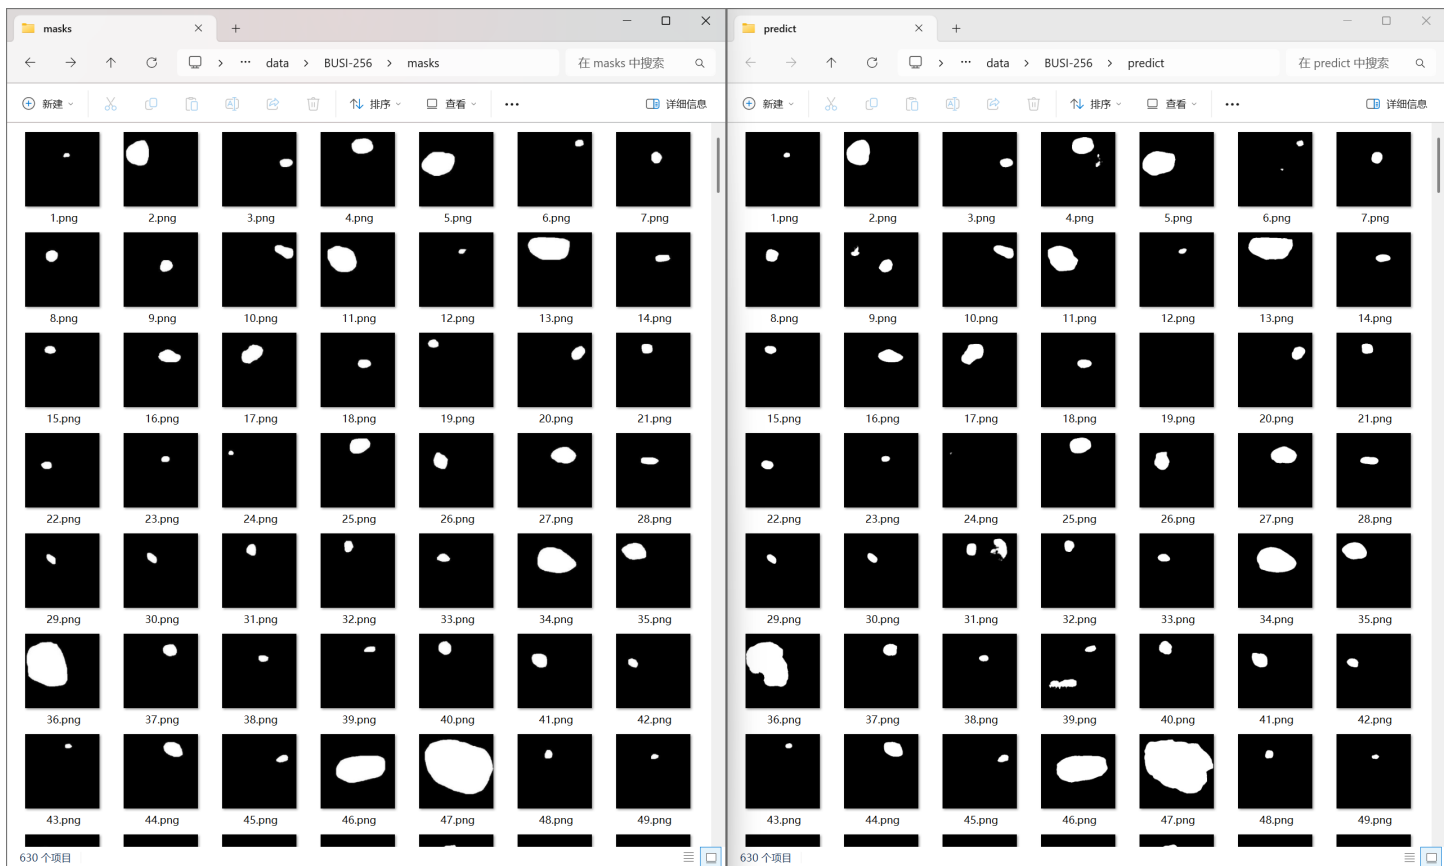 masks
data BUSI-256 masks 在 masks 中搜索
新建 排序 查看 详细信息
1.png 2.png 3.png 4.png 5.png 6.png 7.png
8.png 9.png 10.png 11.png 12.png 13.png 14.png
15.png 16.png 17.png 18.png 19.png 20.png 21.png
22.png 23.png 24.png 25.png 26.png 27.png 28.png
29.png 30.png 31.png 32.png 33.png 34.png 35.png
36.png 37.png 38.png 39.png 40.png 41.png 42.png
43.png 44.png 45.png 46.png 47.png 48.png 49.png
630 个项目
predict
data BUSI-256 predict 在 predict 中搜索
新建 排序 查看 详细信息
1.png 2.png 3.png 4.png 5.png 6.png 7.png
8.png 9.png 10.png 11.png 12.png 13.png 14.png
15.png 16.png 17.png 18.png 19.png 20.png 21.png
22.png 23.png 24.png 25.png 26.png 27.png 28.png
29.png 30.png 31.png 32.png 33.png 34.png 35.png
36.png 37.png 38.png 39.png 40.png 41.png 42.png
43.png 44.png 45.png 46.png 47.png 48.png 49.png
630 个项目